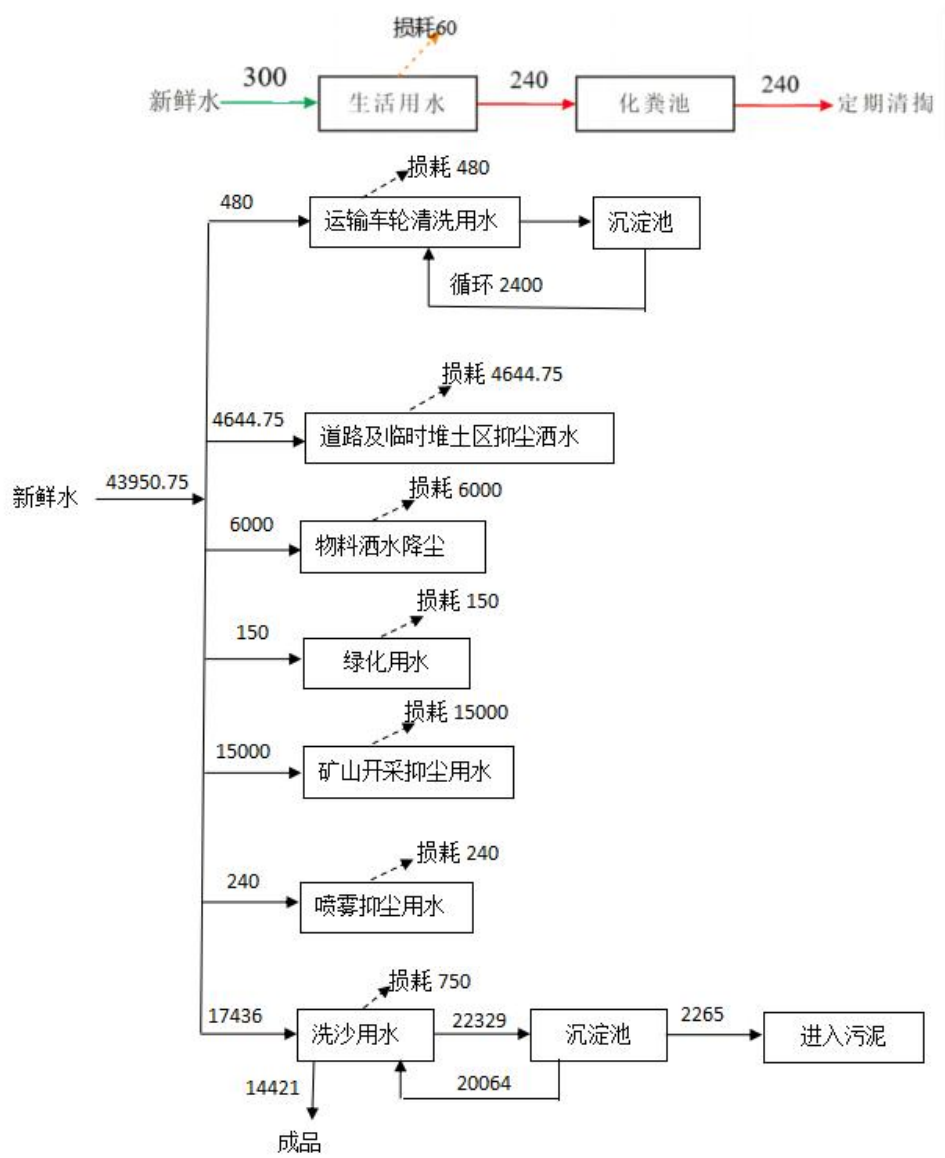 损耗60
新鲜水 300 生活用水 240 化粪池 240 定期清掏
损耗 480
480 运输车轮清洗用水 沉淀池
循环 2400
损耗 4644.75
4644.75 道路及临时堆土区抑尘洒水
新鲜水 43950.75
损耗 6000
6000 物料洒水降尘
损耗 150
150 绿化用水
损耗 15000
15000 矿山开采抑尘用水
损耗 240
240 喷雾抑尘用水
损耗 750
17436 洗沙用水 22329 沉淀池 2265 进入污泥
14421 20064
成品